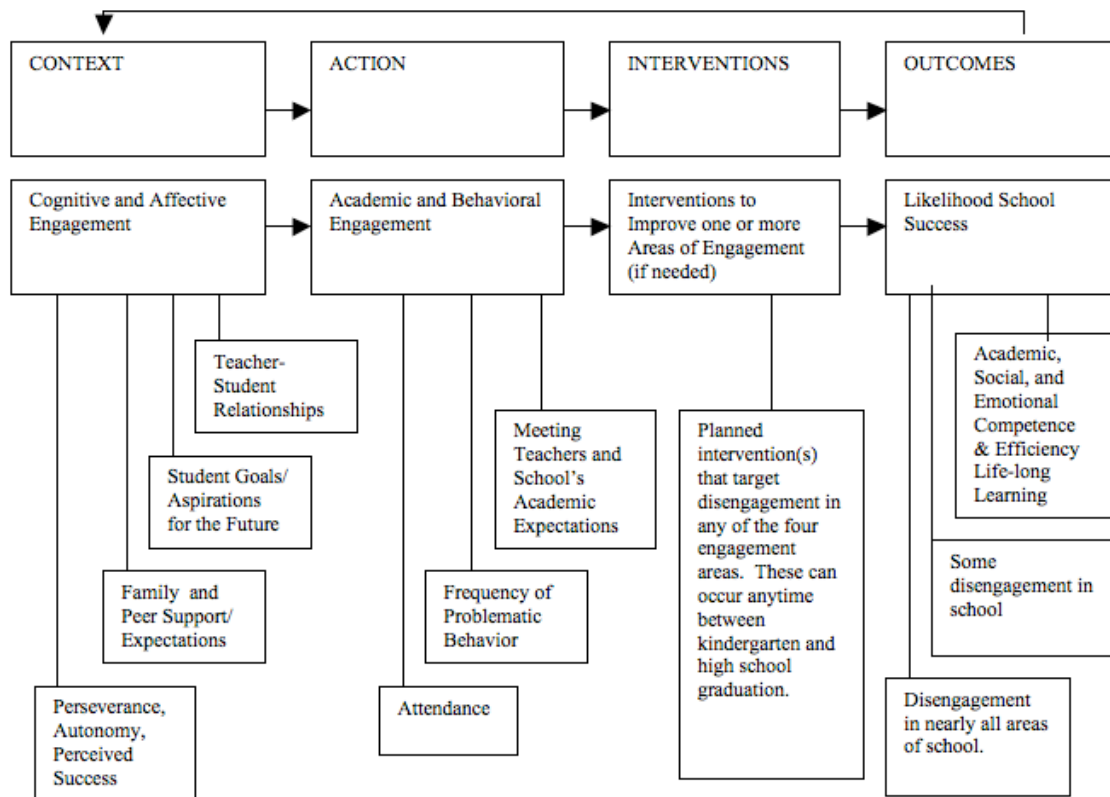 CONTEXT
ACTION
INTERVENTIONS
OUTCOMES
Cognitive and Affective
Engagement
Academic and Behavioral
Engagement
Interventions to
Improve one or more
Areas of Engagement
(if needed)
Likelihood School
Success
Teacher-
Student
Relationships
Student Goals/
Aspirations
for the Future
Family and
Peer Support/
Expectations
Perseverance,
Autonomy,
Perceived
Success
Meeting
Teachers and
School's
Academic
Expectations
Frequency of
Problematic
Behavior
Attendance
Planned
intervention(s)
that target
disengagement in
any of the four
engagement
areas. These can
occur anytime
between
kindergarten and
high school
graduation.
Academic,
Social, and
Emotional
Competence
& Efficiency
Life-long
Learning
Some
disengagement in
school
Disengagement
in nearly all areas
of school.